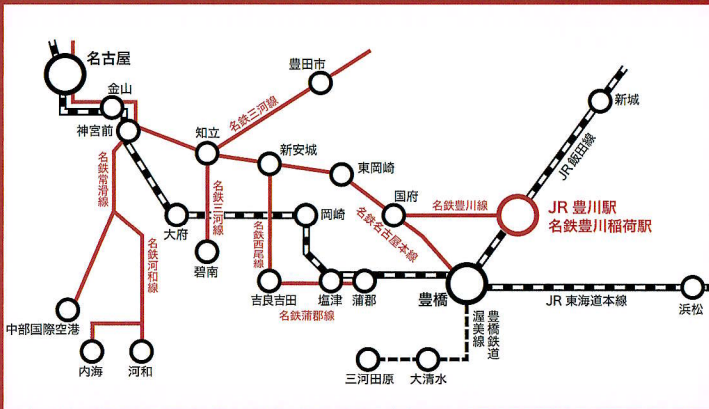 名古屋
金山
神宮前
名鉄常滑線
名鉄河和線
中部国際空港
内海
河和
大府
知立
名鉄三河線
豊田市
名鉄三河線
碧南
新安城
名鉄西尾線
吉良吉田
東岡崎
岡崎
塩津
蒲郡
名鉄蒲郡線
国府
名鉄名古屋本線
名鉄豊川線
JR 豊川駅
名鉄豊川稲荷駅
新城
JR飯田線
豊橋
JR 東海道本線
浜松
豊橋鉄道
渥美線
三河田原
大清水